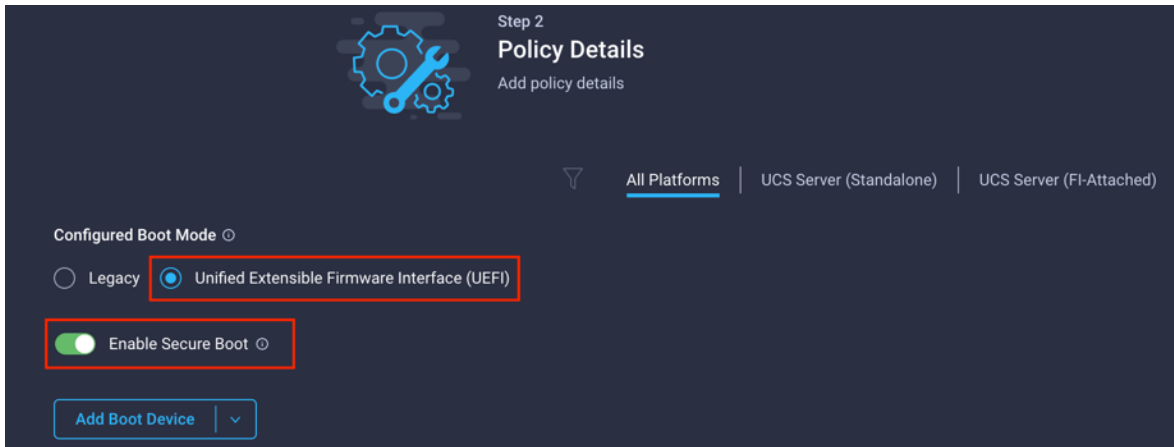 Step 2
Policy Details
Add policy details
All Platforms
UCS Server (Standalone)
UCS Server (FI-Attached)
Configured Boot Mode
Legacy
Unified Extensible Firmware Interface (UEFI)
Enable Secure Boot
Add Boot Device